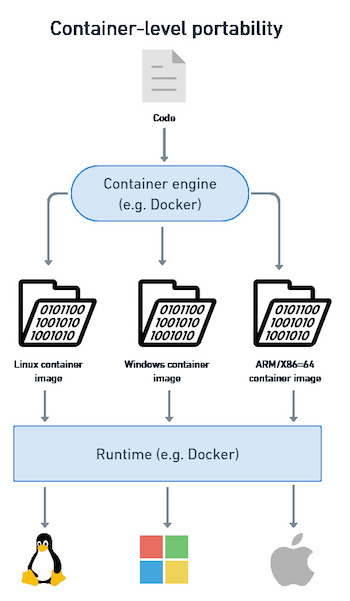 Container-level portability
Code
Container engine
(e.g. Docker)
0101100
1001010
1001010
0101100
1001010
1001010
0101100
1001010
1001010
Linux container
image
Windows container
image
ARM/X86=64
container image
Runtime (e.g. Docker)